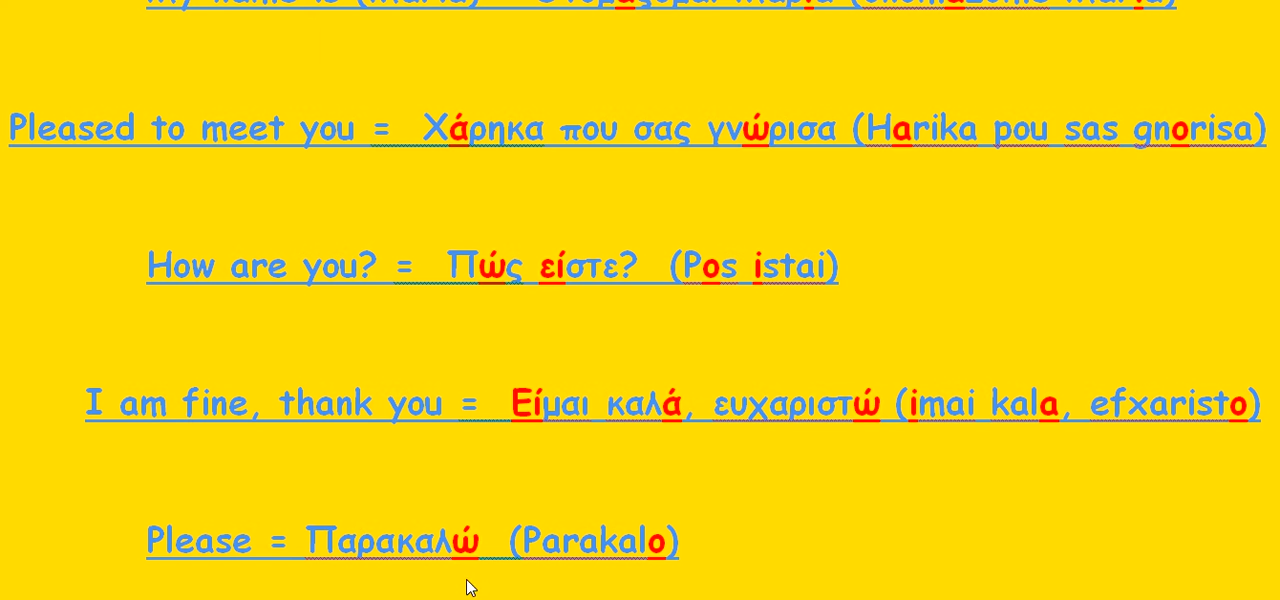 Pleased to meet you = Χάρηκα που σας γνώρισα (Harika pou sas gnorisa)
How are you? = Πώς είστε? (Pos istai)
I am fine, thank you = Είμαι καλά, ευχαριστώ (imai kala, efxaristo)
Please = Παρακαλώ (Parakalo)